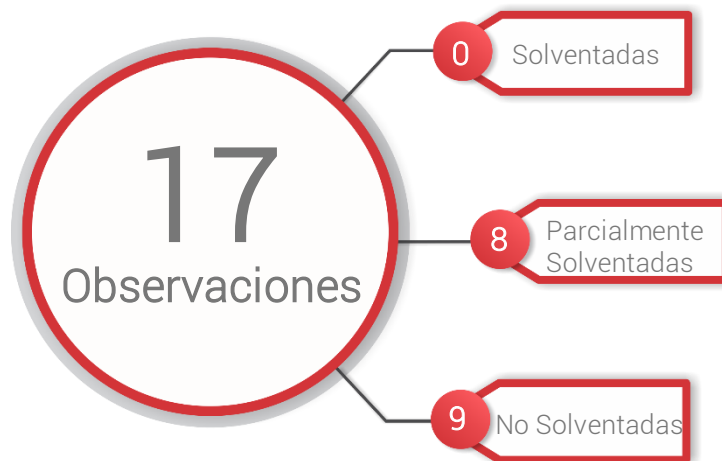 17
Observaciones
0
Solventadas
8
Parcialmente
Solventadas
9
No Solventadas